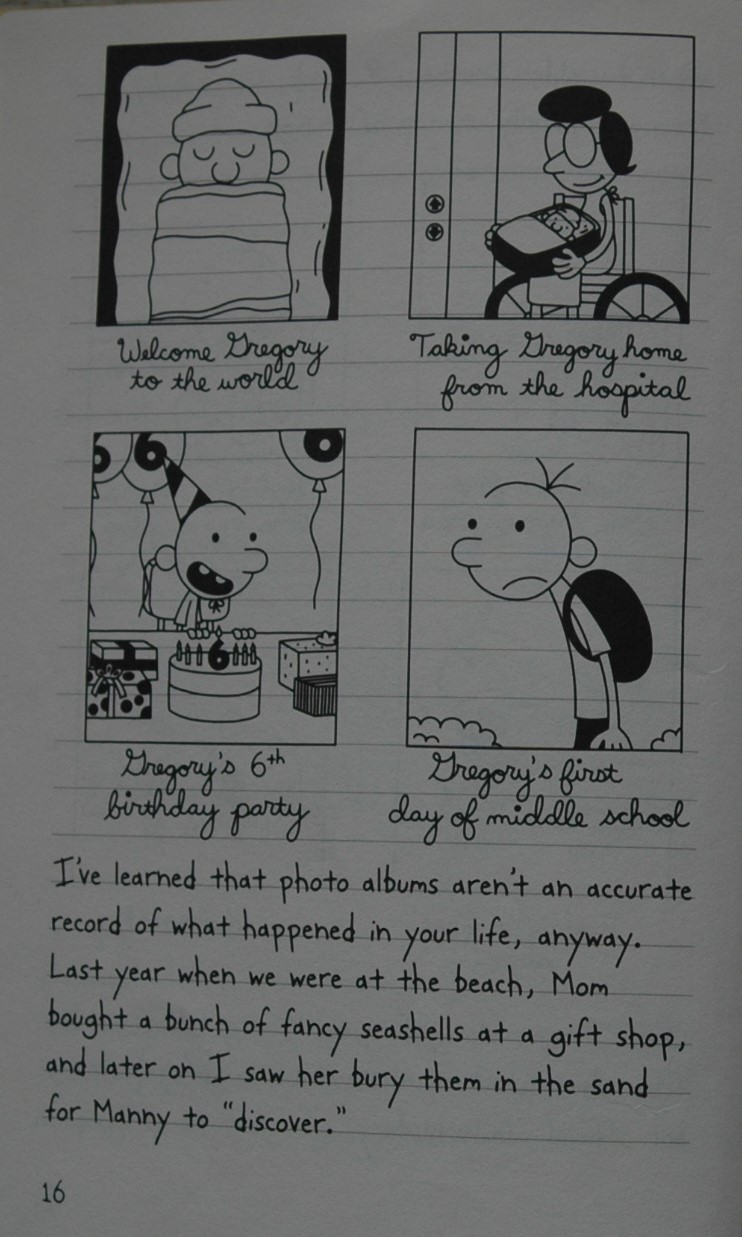 Welcome Gregory
to the world
Taking Gregory home
from the hospital
6
6
Gregory's 6th
birthday party
Gregory's first
day of middle school
I've learned that photo albums aren't an accurate
record of what happened in your life, anyway.
Last year when we were at the beach, Mom
bought a bunch of fancy seashells at a gift shop,
and later on I saw her bury them in the sand
for Manny to "discover."
16